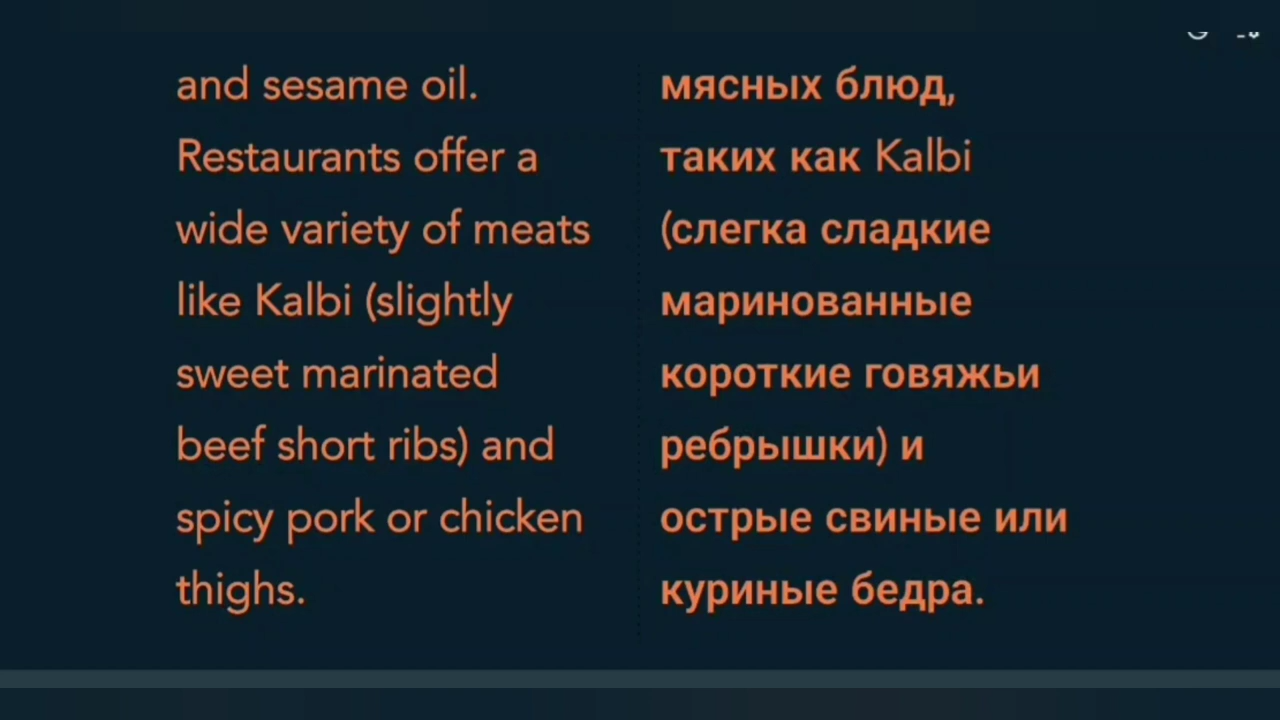 and sesame oil.
Restaurants offer a
wide variety of meats
like Kalbi (slightly
sweet marinated
beef short ribs) and
spicy pork or chicken
thighs.
мясных блюд,
таких как Kalbi
(слегка сладкие
маринованные
короткие говяжьи
ребрышки) и
острые свиные или
куриные бедра.